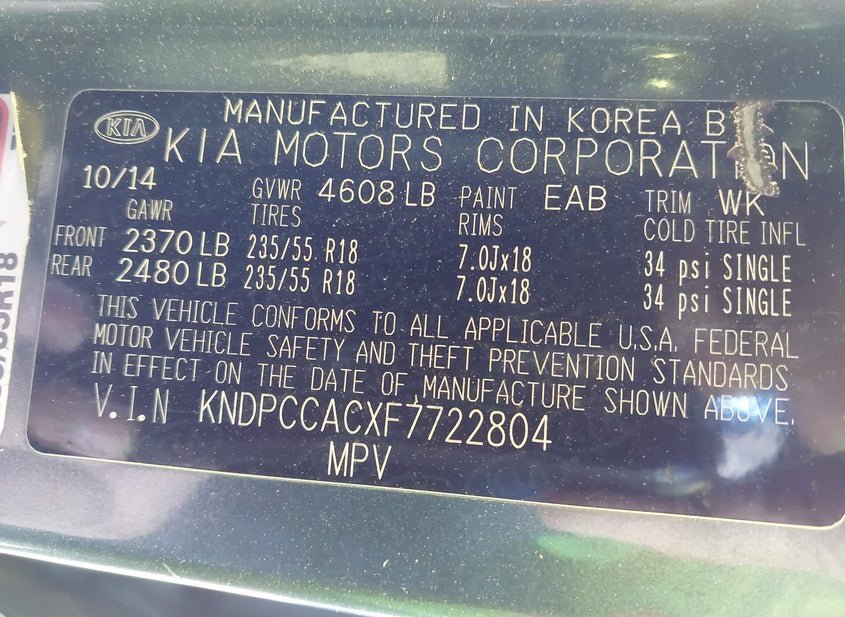 KIA
MANUFACTURED IN KOREA BY
KIA MOTORS CORPORATION
10/14 GVWR 4608 LB PAINT EAB TRIM WK
GAWR TIRES RIMS COLD TIRE INFL
FRONT 2370 LB 235/55 R18 7.0Jx18 34 psi SINGLE
REAR 2480 LB 235/55 R18 7.0Jx18 34 psi SINGLE
THIS VEHICLE CONFORMS TO ALL APPLICABLE U.S.A. FEDERAL
MOTOR VEHICLE SAFETY AND THEFT PREVENTION STANDARDS
IN EFFECT ON THE DATE OF MANUFACTURE SHOWN ABOVE.
V.I.N KNDPCCACXF7722804
MPV